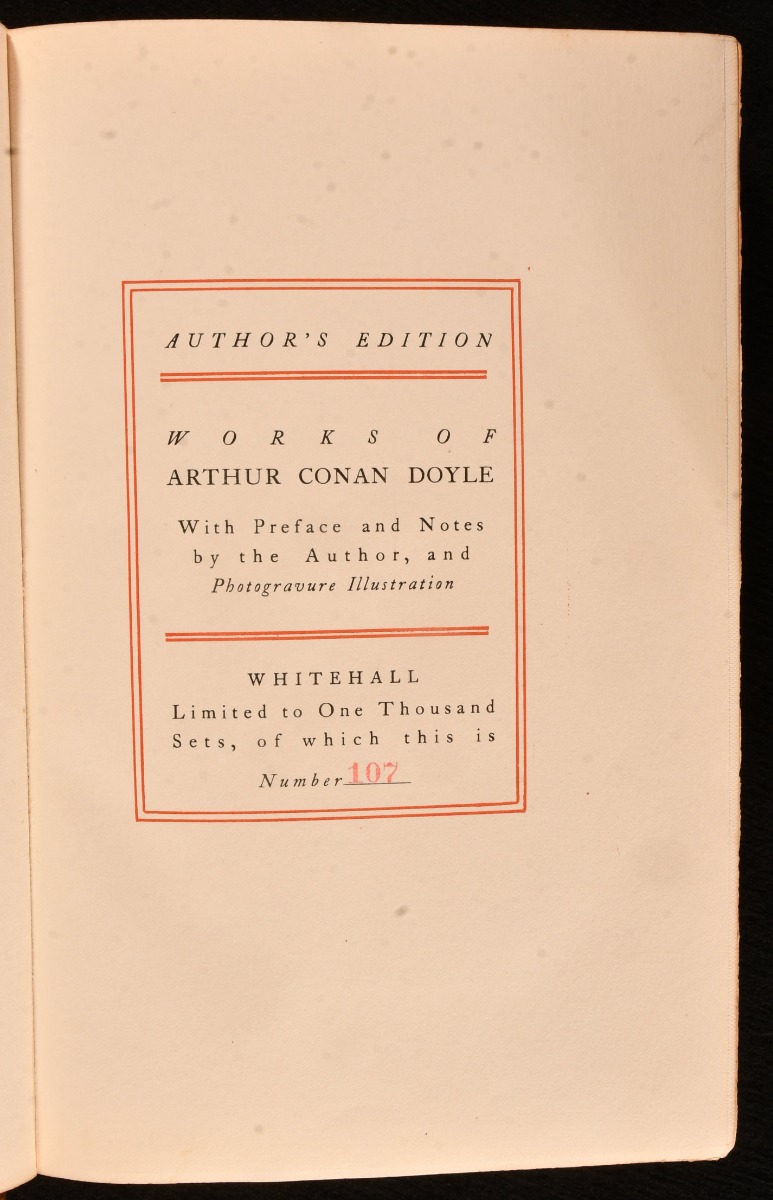 AUTHOR'S EDITION
WORKS OF
ARTHUR CONAN DOYLE
With Preface and Notes
by the Author, and
Photogravure Illustration
WHITEHALL
Limited to One Thousand
Sets, of which this is
Number 107